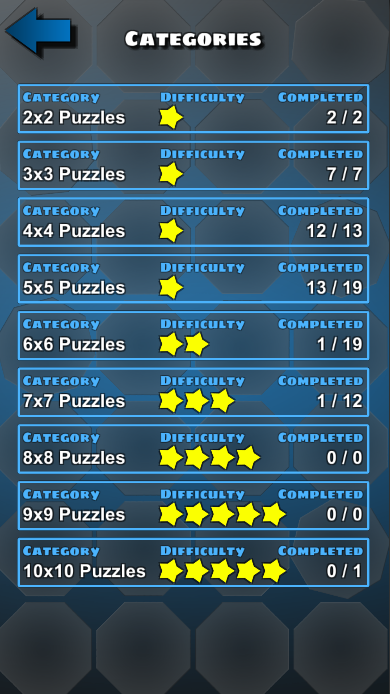 Categories
Category Difficulty Completed
2x2 Puzzles 2 / 2
Category Difficulty Completed
3x3 Puzzles 7 / 7
Category Difficulty Completed
4x4 Puzzles 12 / 13
Category Difficulty Completed
5x5 Puzzles 13 / 19
Category Difficulty Completed
6x6 Puzzles 1 / 19
Category Difficulty Completed
7x7 Puzzles 1 / 12
Category Difficulty Completed
8x8 Puzzles 0 / 0
Category Difficulty Completed
9x9 Puzzles 0 / 0
Category Difficulty Completed
10x10 Puzzles 0 / 1